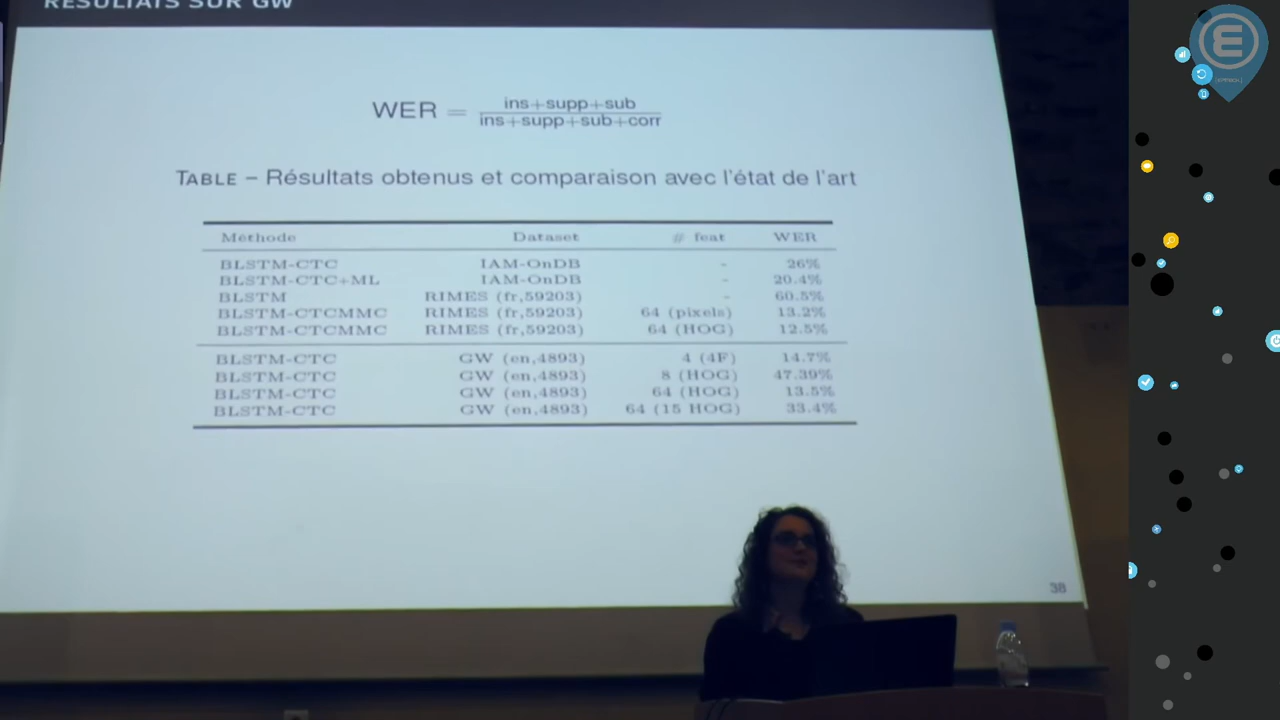 RÉSULTATS SUR GW
WER = ins+supp+sub
ins+supp+sub+corr
TABLE – Résultats obtenus et comparaison avec l'état de l'art
Méthode Dataset # feat WER
BLSTM-CTC IAM-OnDB - 26%
BLSTM-CTC+ML IAM-OnDB - 20.4%
BLSTM RIMES (fr,59203) - 60.5%
BLSTM-CTCMMC RIMES (fr,59203) 64 (pixels) 13.2%
BLSTM-CTCMMC RIMES (fr,59203) 64 (HOG) 12.5%
BLSTM-CTC GW (en,4893) 4 (4F) 14.7%
BLSTM-CTC GW (en,4893) 8 (HOG) 47.39%
BLSTM-CTC GW (en,4893) 64 (HOG) 13.5%
BLSTM-CTC GW (en,4893) 64 (15 HOG) 33.4%
38